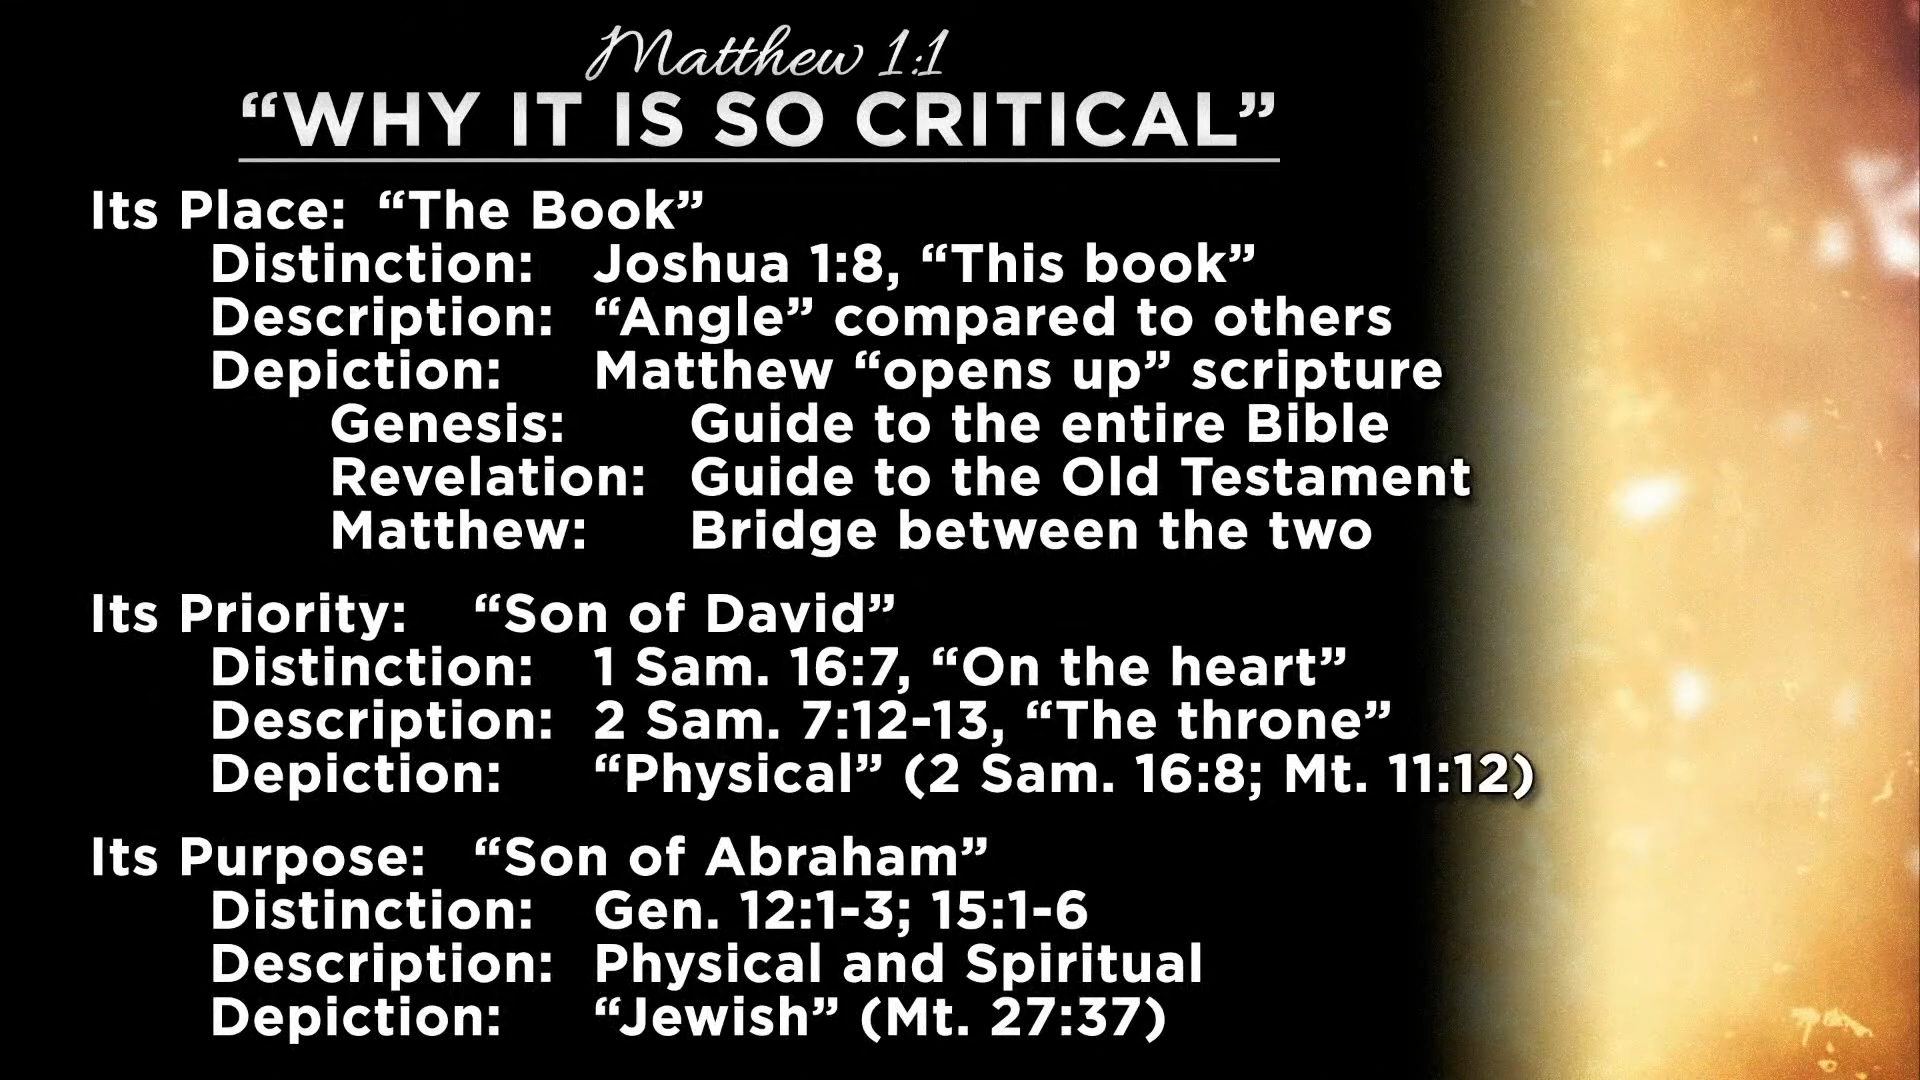 Matthew 1:1
“WHY IT IS SO CRITICAL”
Its Place: “The Book”
Distinction: Joshua 1:8, “This book”
Description: “Angle” compared to others
Depiction: Matthew “opens up” scripture
Genesis: Guide to the entire Bible
Revelation: Guide to the Old Testament
Matthew: Bridge between the two
Its Priority: “Son of David”
Distinction: 1 Sam. 16:7, “On the heart”
Description: 2 Sam. 7:12-13, “The throne”
Depiction: “Physical” (2 Sam. 16:8; Mt. 11:12)
Its Purpose: “Son of Abraham”
Distinction: Gen. 12:1-3; 15:1-6
Description: Physical and Spiritual
Depiction: “Jewish” (Mt. 27:37)